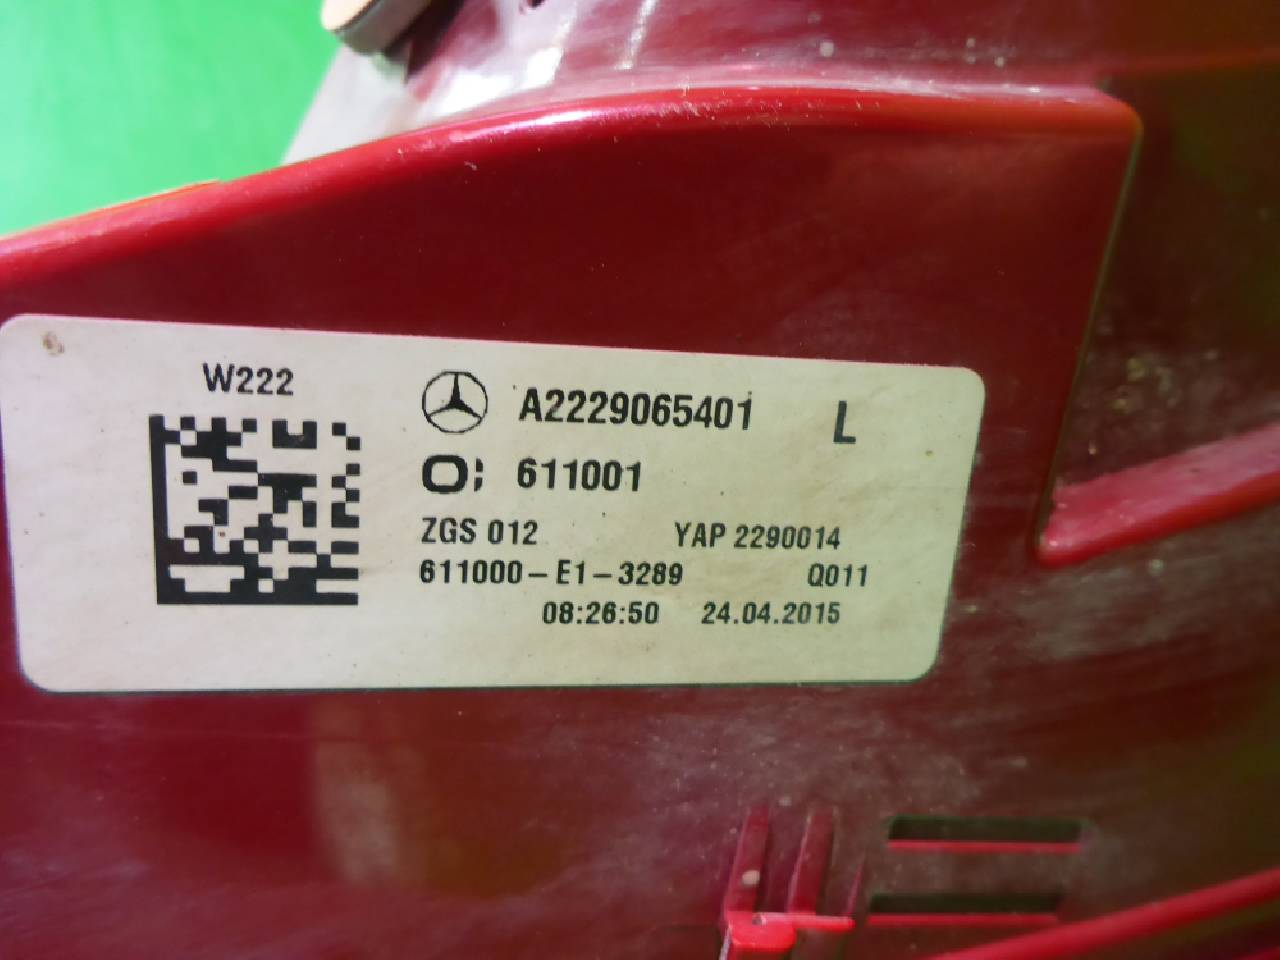 W222
A2229065401 L
611001
ZGS 012 YAP 2290014
611000-E1-3289 Q011
08:26:50 24.04.2015